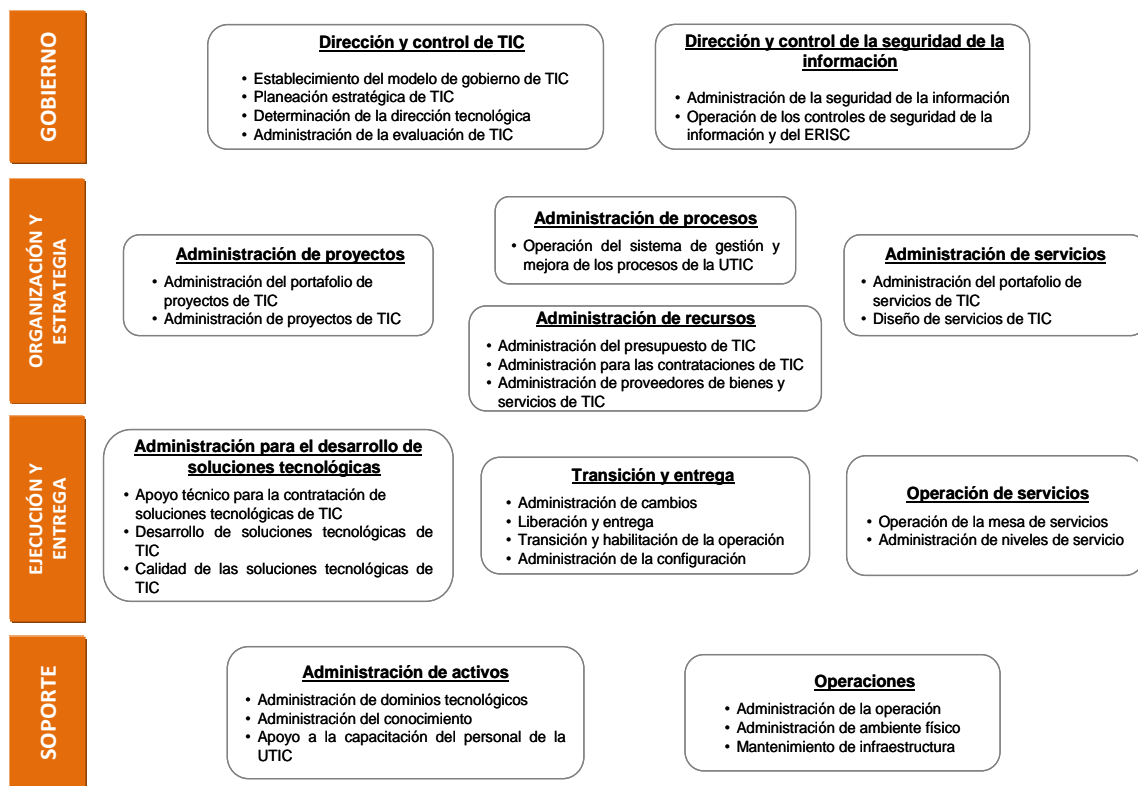 GOBIERNO
Dirección y control de TIC
• Establecimiento del modelo de gobierno de TIC
• Planeación estratégica de TIC
• Determinación de la dirección tecnológica
• Administración de la evaluación de TIC
Dirección y control de la seguridad de la
información
• Administración de la seguridad de la información
• Operación de los controles de seguridad de la
información y del ERISC
ORGANIZACIÓN Y
ESTRATEGIA
Administración de proyectos
• Administración del portafolio de
proyectos de TIC
• Administración de proyectos de TIC
Administración de procesos
• Operación del sistema de gestión y
mejora de los procesos de la UTIC
Administración de recursos
• Administración del presupuesto de TIC
• Administración para las contrataciones de TIC
• Administración de proveedores de bienes y
servicios de TIC
Administración de servicios
• Administración del portafolio de
servicios de TIC
• Diseño de servicios de TIC
EJECUCIÓN Y
ENTREGA
Administración para el desarrollo de
soluciones tecnológicas
• Apoyo técnico para la contratación de
soluciones tecnológicas de TIC
• Desarrollo de soluciones tecnológicas de
TIC
• Calidad de las soluciones tecnológicas de
TIC
Transición y entrega
• Administración de cambios
• Liberación y entrega
• Transición y habilitación de la operación
• Administración de la configuración
Operación de servicios
• Operación de la mesa de servicios
• Administración de niveles de servicio
SOPORTE
Administración de activos
• Administración de dominios tecnológicos
• Administración del conocimiento
• Apoyo a la capacitación del personal de la
UTIC
Operaciones
• Administración de la operación
• Administración de ambiente físico
• Mantenimiento de infraestructura